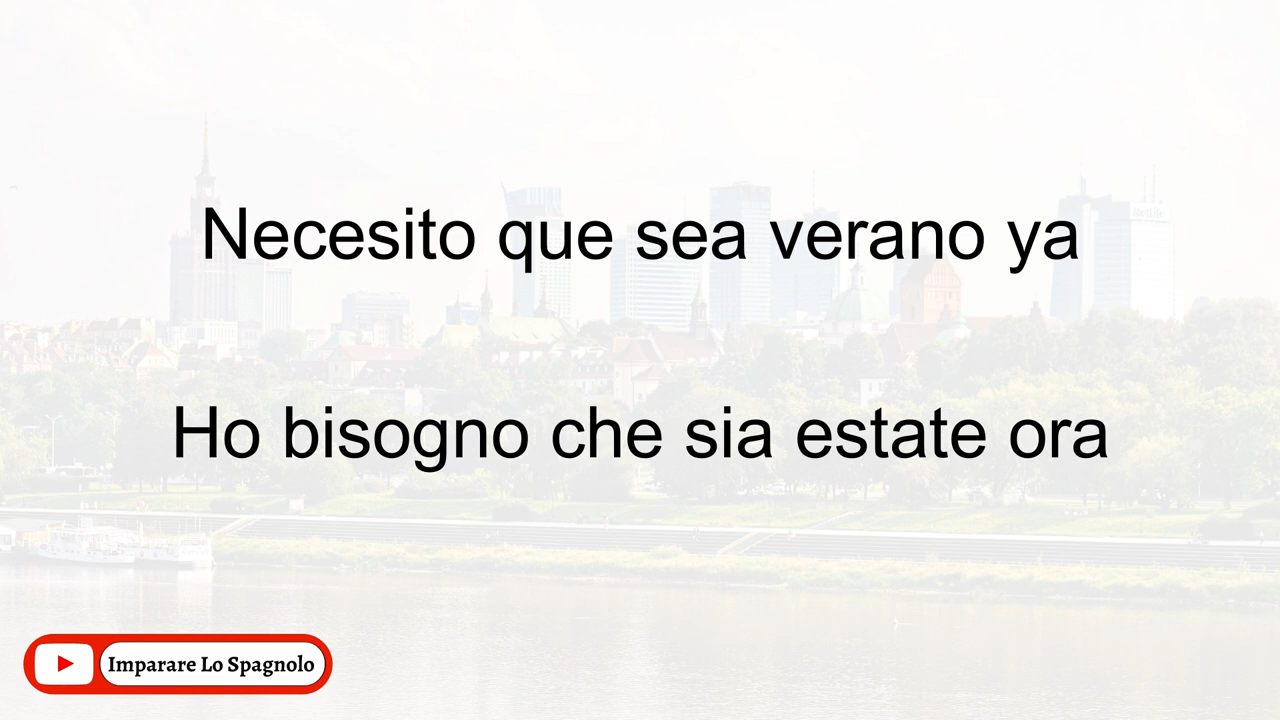 Necesito que sea verano ya
Ho bisogno che sia estate ora
Imparare Lo Spagnolo